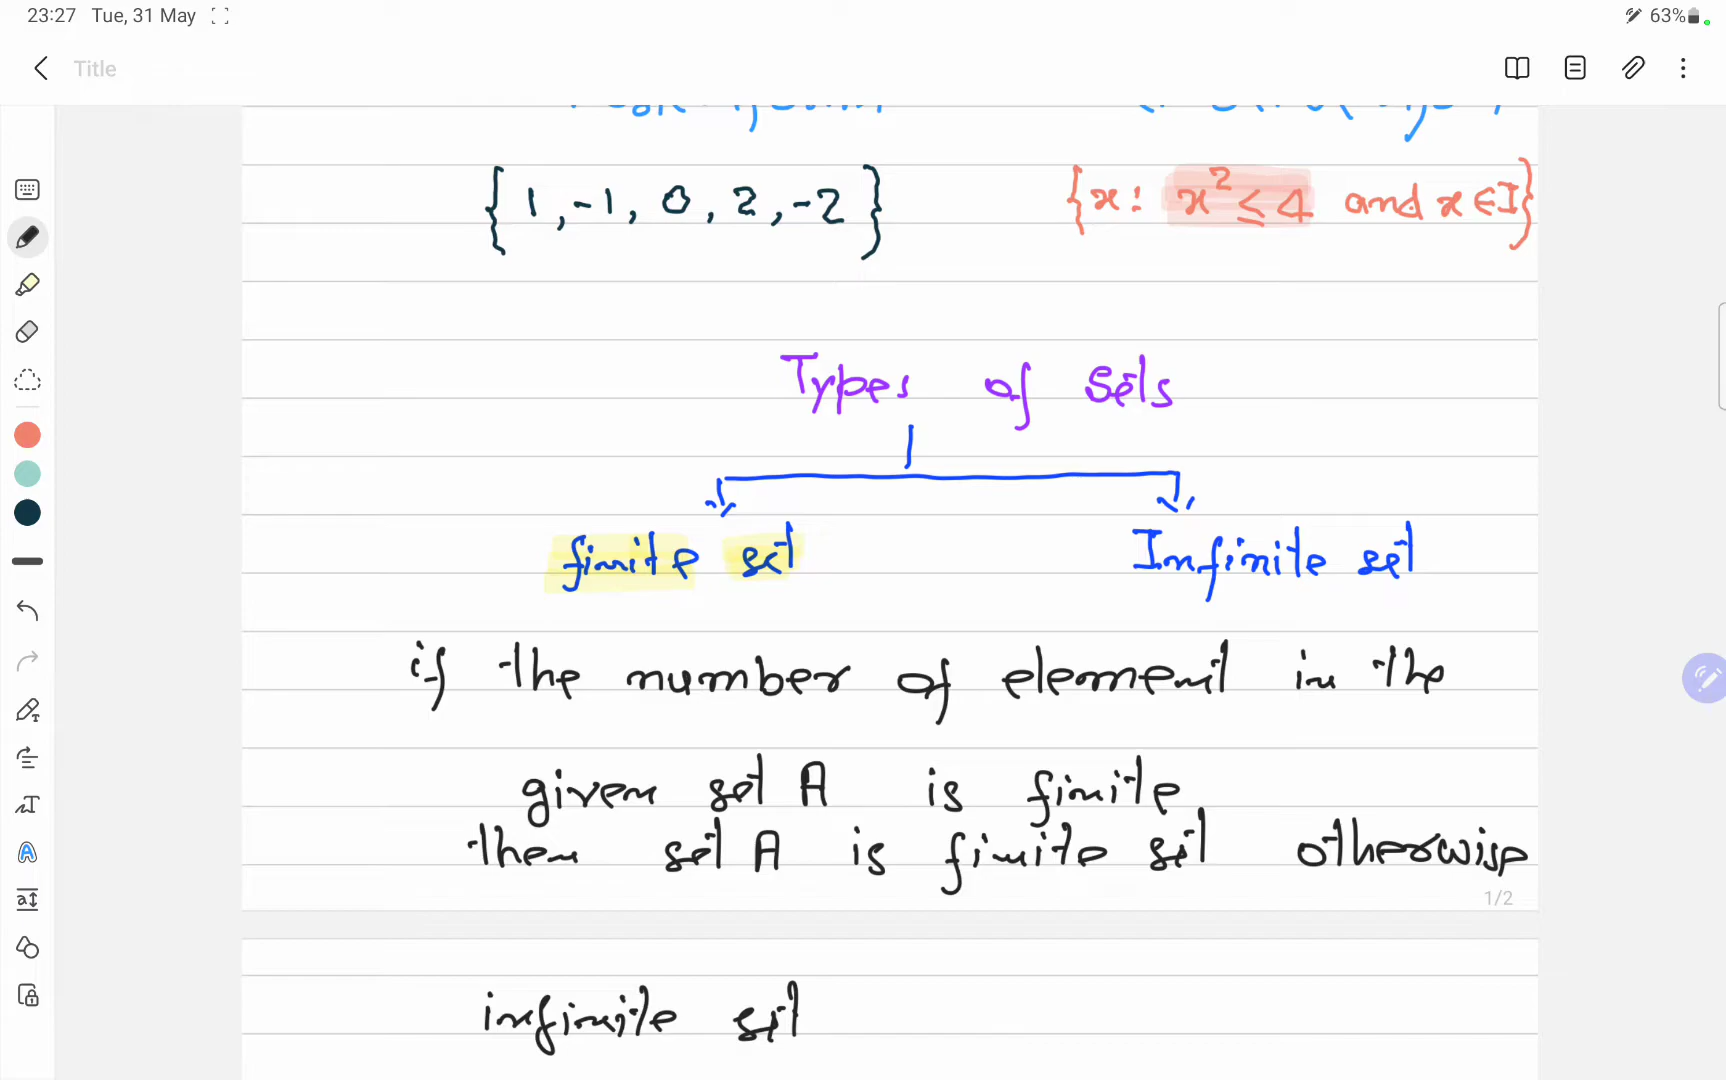 23:27 Tue, 31 May 63%
Title
{ 1, -1, 0, 2, -2 } {x: x² ≤ 4 and x ∈ I}
Types of Sets
finite set Infinite set
if the number of element in the
given set A is finite
then set A is finite set otherwise
1/2
infinite set